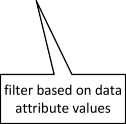 filter based on data
attribute values